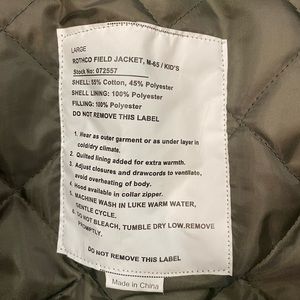 LARGE
ROTHCO FIELD JACKET, M-65 / KID'S
Stock No: 072557
SHELL: 55% Cotton, 45% Polyester
SHELL LINING: 100% Polyester
FILLING: 100% Polyester
DO NOT REMOVE THIS LABEL
1. Wear as outer garment or as under layer in
cold/dry climate.
2. Quilted lining added for extra warmth.
3. Adjust closures and drawcords to ventilate,
avoid overheating of body.
4. Hood available in collar zipper.
5. MACHINE WASH IN LUKE WARM WATER,
GENTLE CYCLE.
6. DO NOT BLEACH, TUMBLE DRY LOW.REMOVE
PROMPTLY.
DO NOT REMOVE THIS LABEL
Made in China